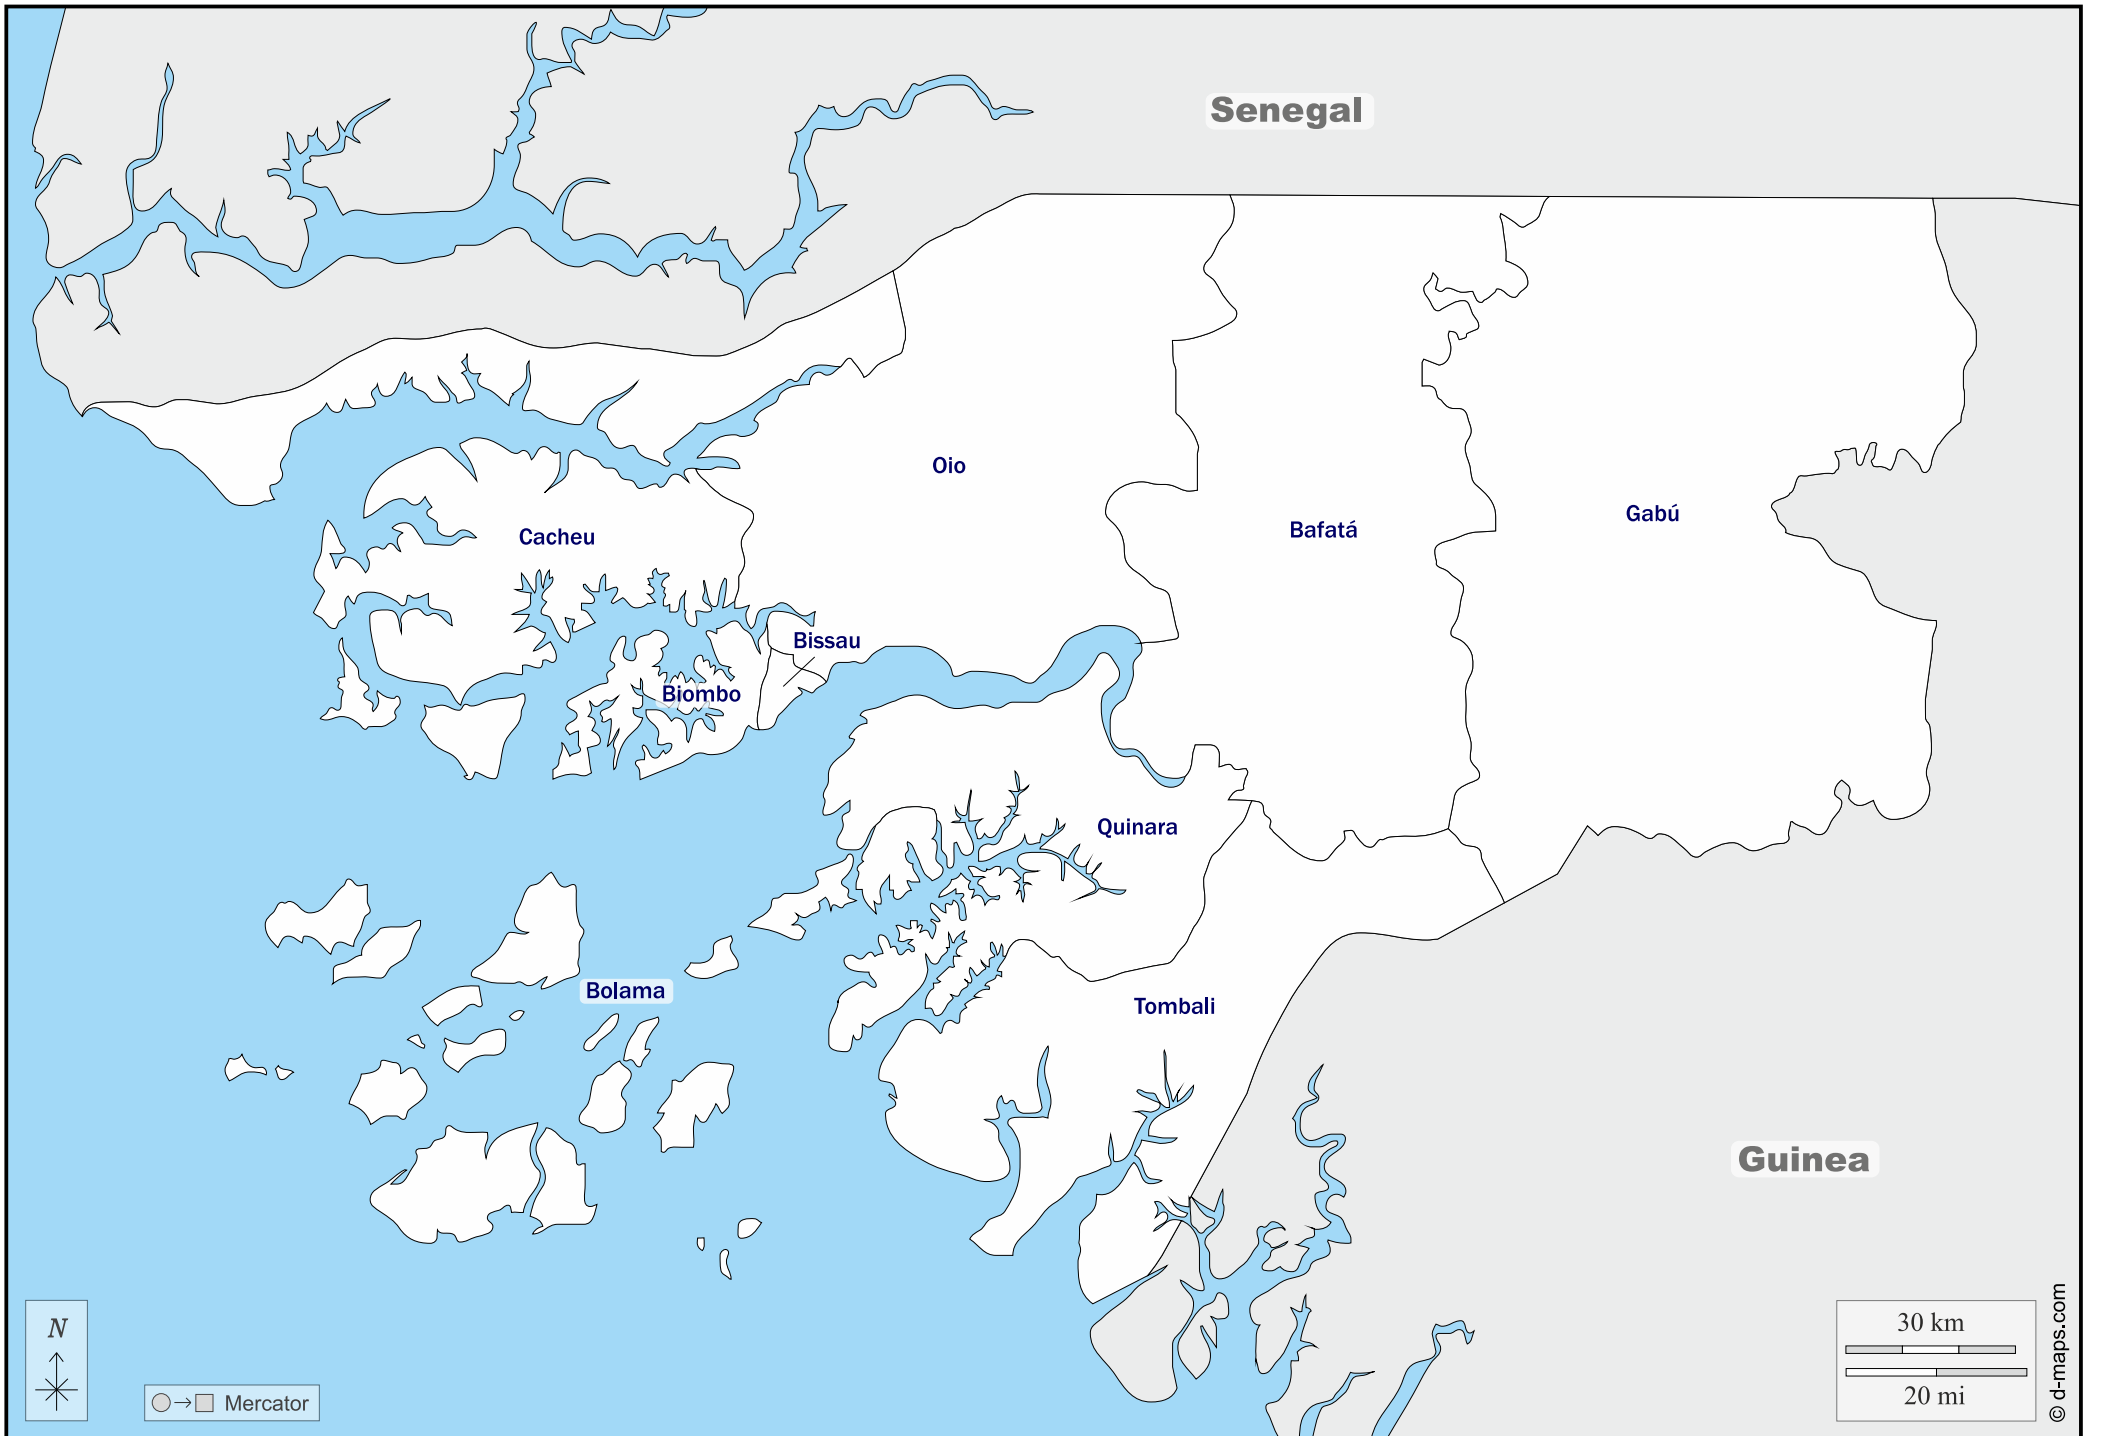 Senegal
Oio
Gabú
Bafatá
Cacheu
Bissau
Biombo
Quinara
Bolama
Tombali
Guinea
N
Mercator
30 km
20 mi
© d-maps.com